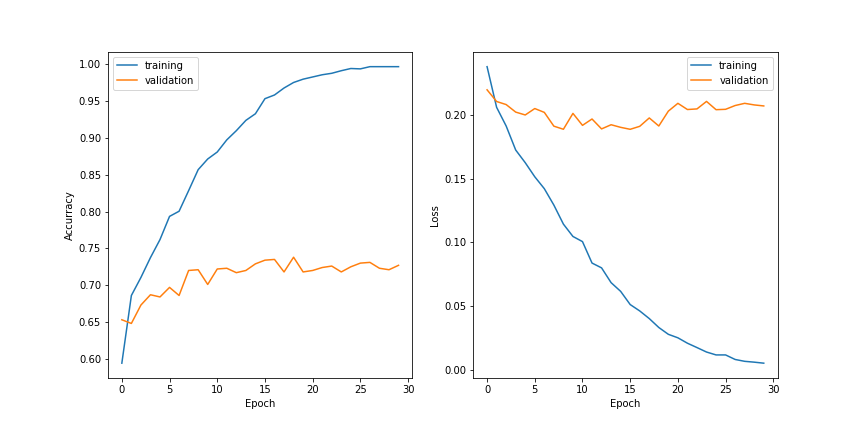 training
validation
1.00
0.95
0.90
0.85
0.80
0.75
0.70
0.65
0.60
Accurracy
0 5 10 15 20 25 30
Epoch
training
validation
0.20
0.15
0.10
0.05
0.00
Loss
0 5 10 15 20 25 30
Epoch